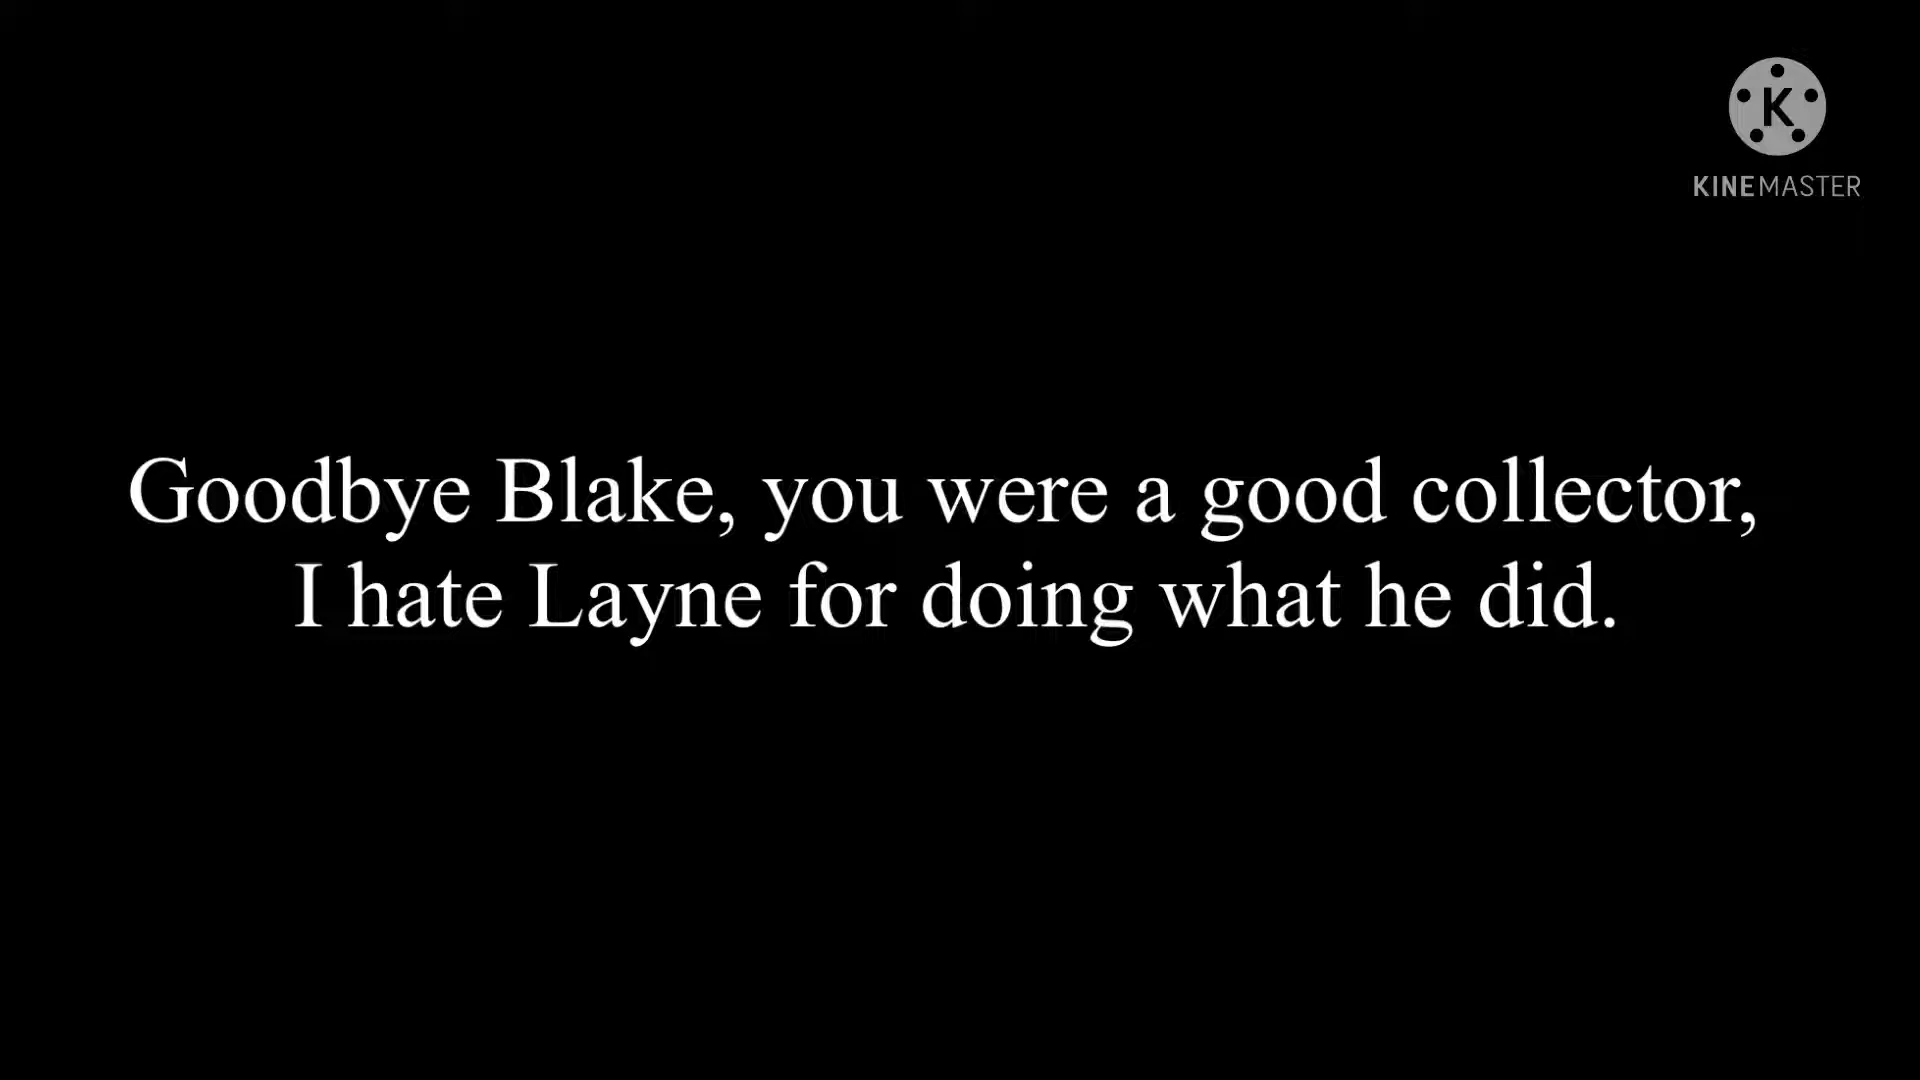 K
KINEMASTER
Goodbye Blake, you were a good collector,
I hate Layne for doing what he did.